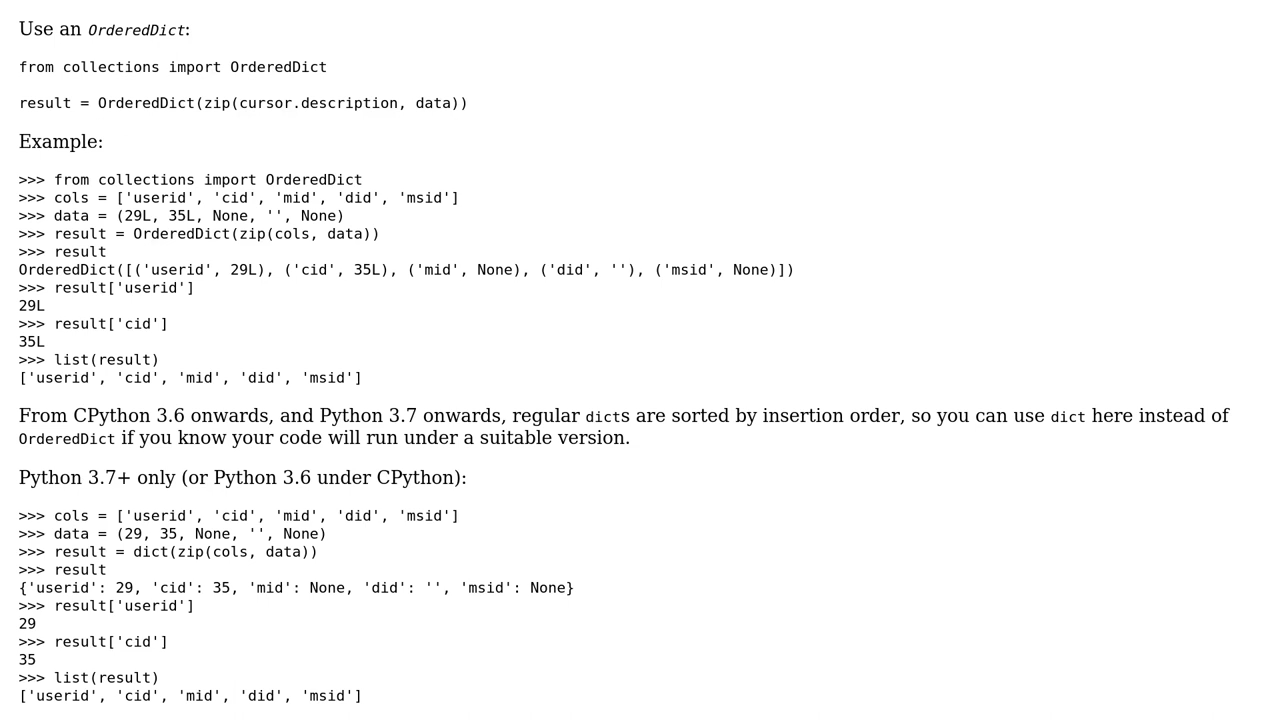 Use an OrderedDict:
from collections import OrderedDict
result = OrderedDict(zip(cursor.description, data))
Example:
>>> from collections import OrderedDict
>>> cols = ['userid', 'cid', 'mid', 'did', 'msid']
>>> data = (29L, 35L, None, '', None)
>>> result = OrderedDict(zip(cols, data))
>>> result
OrderedDict([('userid', 29L), ('cid', 35L), ('mid', None), ('did', ''), ('msid', None)])
>>> result['userid']
29L
>>> result['cid']
35L
>>> list(result)
['userid', 'cid', 'mid', 'did', 'msid']
From CPython 3.6 onwards, and Python 3.7 onwards, regular dicts are sorted by insertion order, so you can use dict here instead of
OrderedDict if you know your code will run under a suitable version.
Python 3.7+ only (or Python 3.6 under CPython):
>>> cols = ['userid', 'cid', 'mid', 'did', 'msid']
>>> data = (29, 35, None, '', None)
>>> result = dict(zip(cols, data))
>>> result
{'userid': 29, 'cid': 35, 'mid': None, 'did': '', 'msid': None}
>>> result['userid']
29
>>> result['cid']
35
>>> list(result)
['userid', 'cid', 'mid', 'did', 'msid']